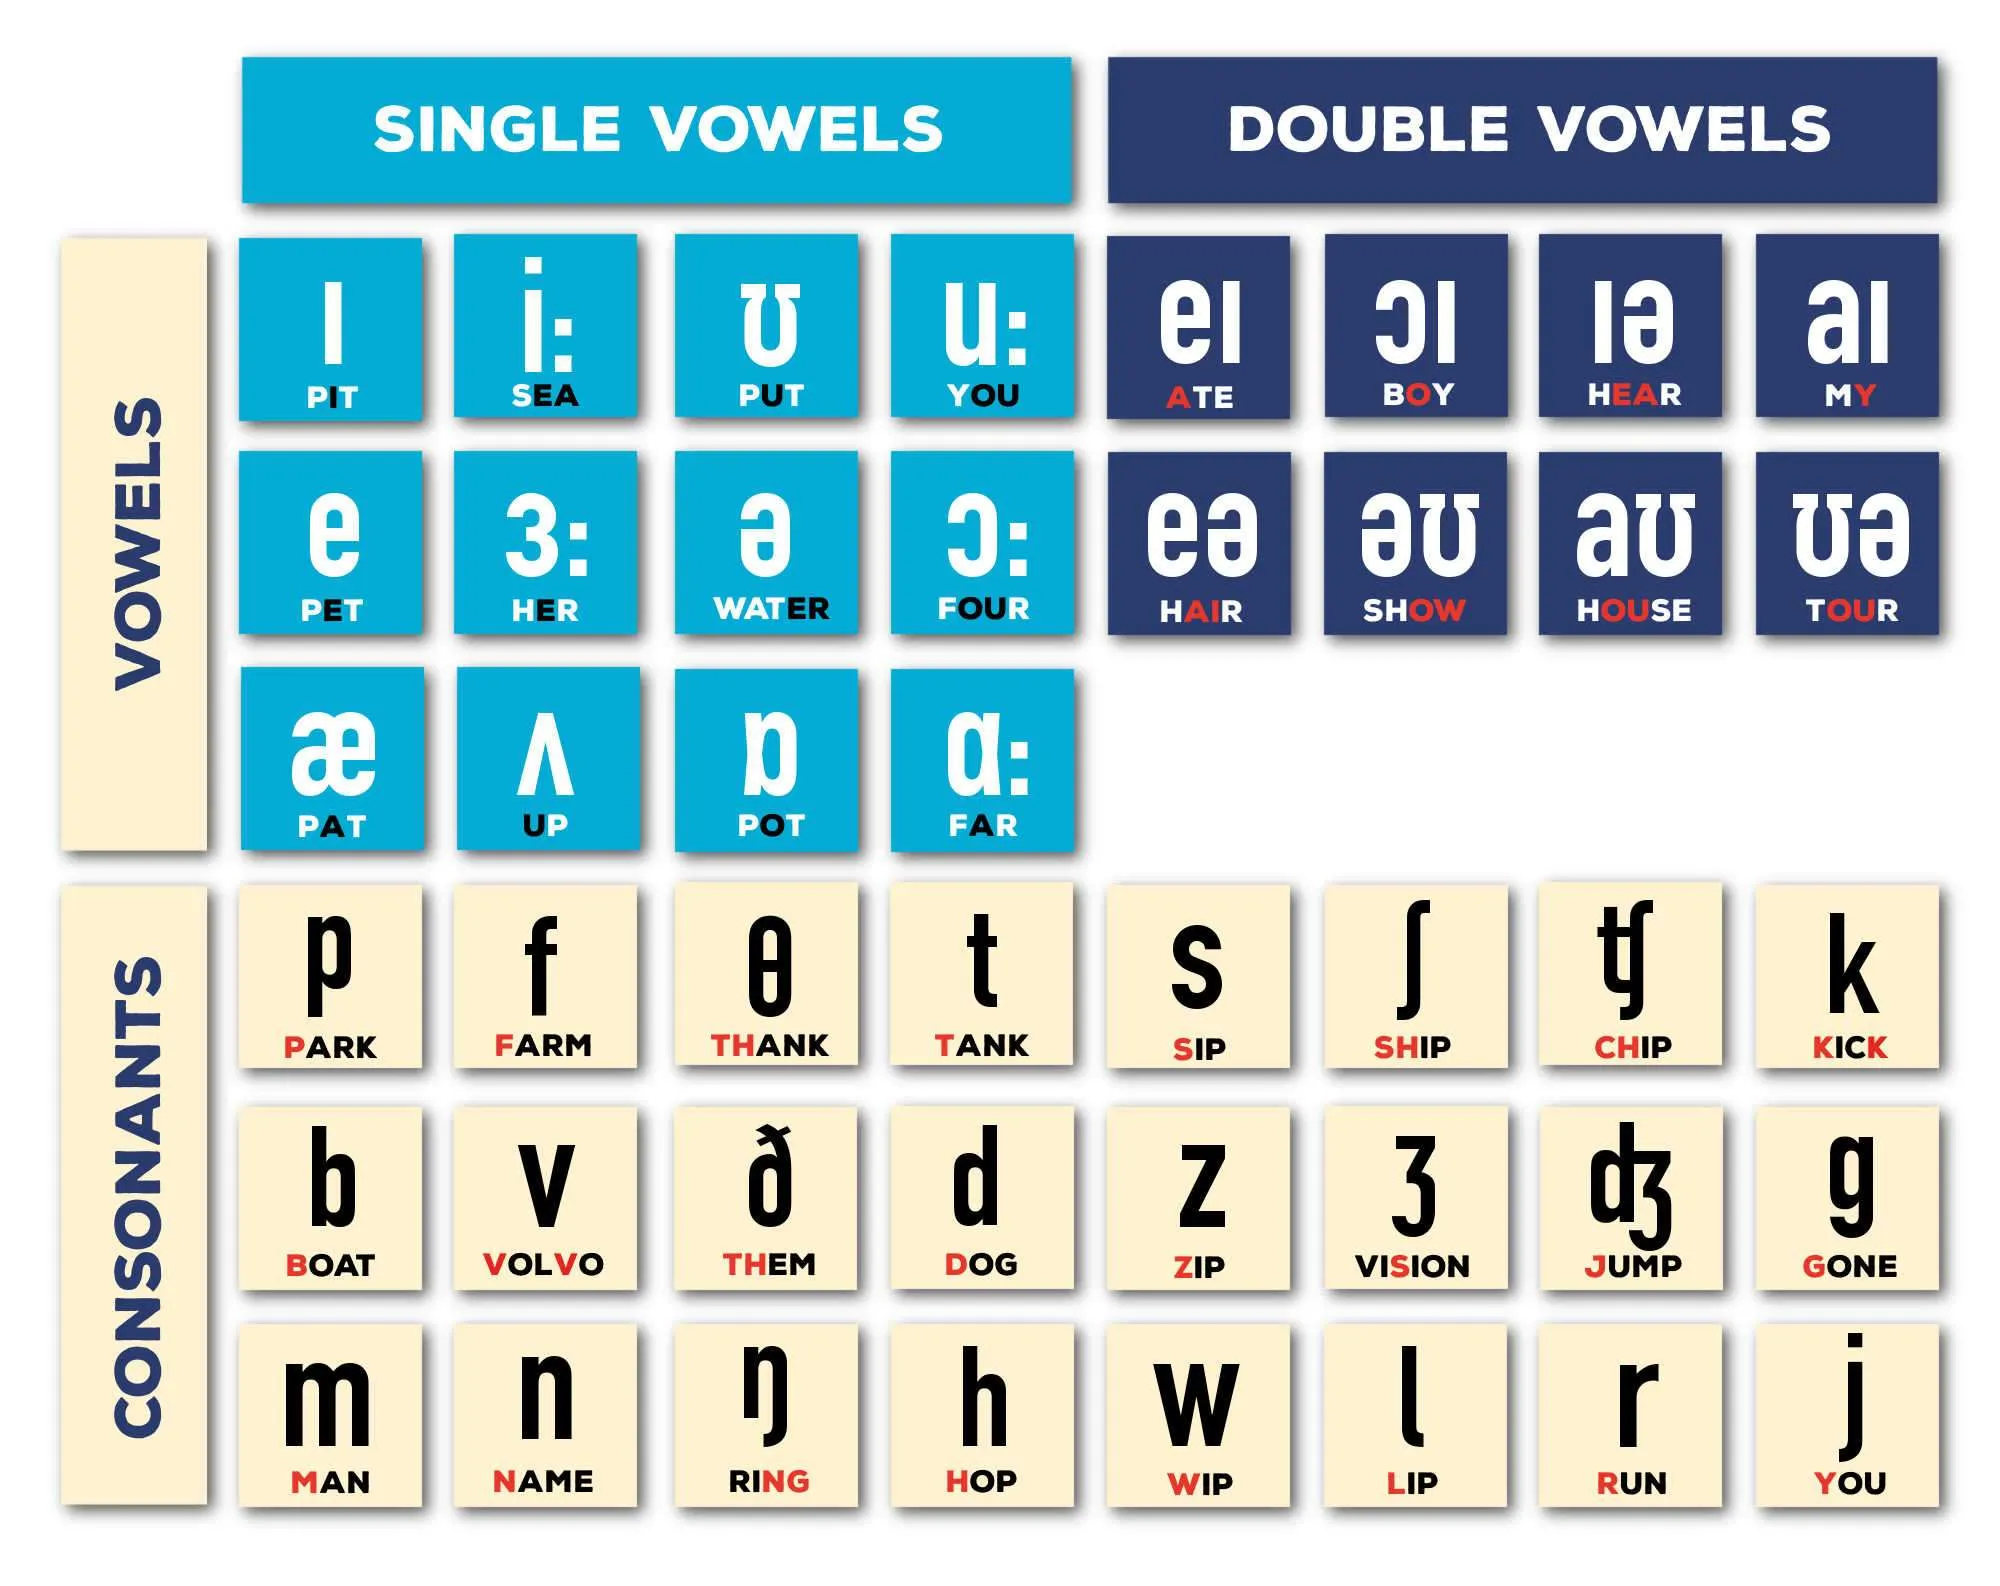 SINGLE VOWELS
DOUBLE VOWELS
VOWELS
ɪ
PIT
i:
SEA
ʊ
PUT
u:
YOU
eɪ
ATE
ɔɪ
BOY
ɪə
HEAR
aɪ
MY
e
PET
ɜ:
HER
ə
WATER
ɔ:
FOUR
eə
HAIR
əʊ
SHOW
aʊ
HOUSE
ʊə
TOUR
æ
PAT
ʌ
UP
ɒ
POT
ɑ:
FAR
CONSONANTS
p
PARK
f
FARM
θ
THANK
t
TANK
s
SIP
ʃ
SHIP
ʧ
CHIP
k
KICK
b
BOAT
v
VOLVO
ð
THEM
d
DOG
z
ZIP
ʒ
VISION
ʤ
JUMP
g
GONE
m
MAN
n
NAME
ŋ
RING
h
HOP
w
WIP
l
LIP
r
RUN
j
YOU